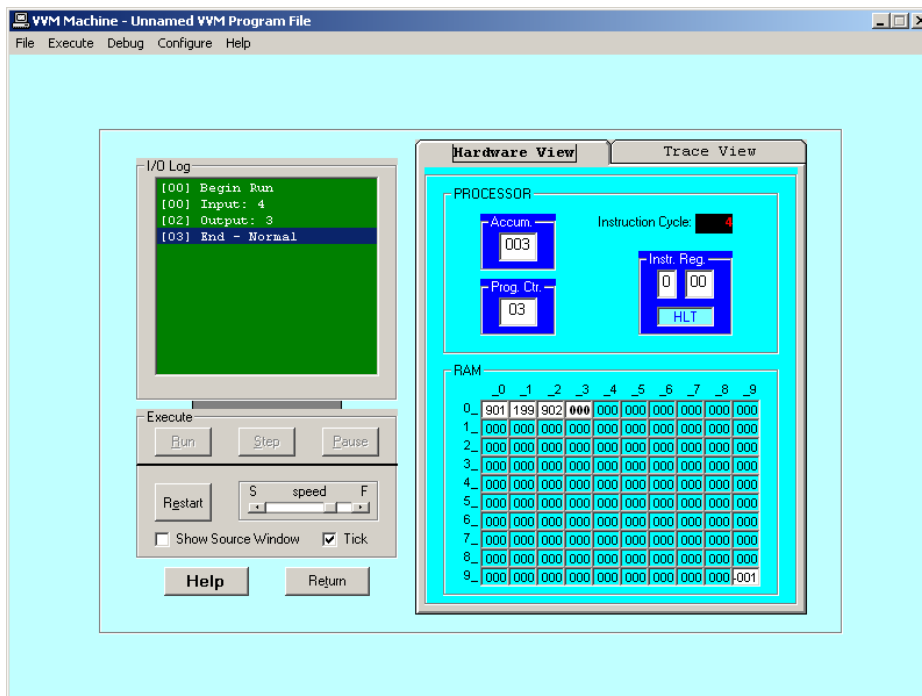 VVM Machine - Unnamed VVM Program File
File Execute Debug Configure Help
I/O Log
[00] Begin Run
[00] Input: 4
[02] Output: 3
[03] End - Normal
Execute
Run Step Pause
Restart
S speed F
Show Source Window Tick
Help Return
Hardware View Trace View
PROCESSOR
Accum.
003
Instruction Cycle: 4
Prog. Ctr.
03
Instr. Reg.
0 00
HLT
RAM
_0 _1 _2 _3 _4 _5 _6 _7 _8 _9
0_ 901 199 902 000 000 000 000 000 000 000
1_ 000 000 000 000 000 000 000 000 000 000
2_ 000 000 000 000 000 000 000 000 000 000
3_ 000 000 000 000 000 000 000 000 000 000
4_ 000 000 000 000 000 000 000 000 000 000
5_ 000 000 000 000 000 000 000 000 000 000
6_ 000 000 000 000 000 000 000 000 000 000
7_ 000 000 000 000 000 000 000 000 000 000
8_ 000 000 000 000 000 000 000 000 000 000
9_ 000 000 000 000 000 000 000 000 000 -001